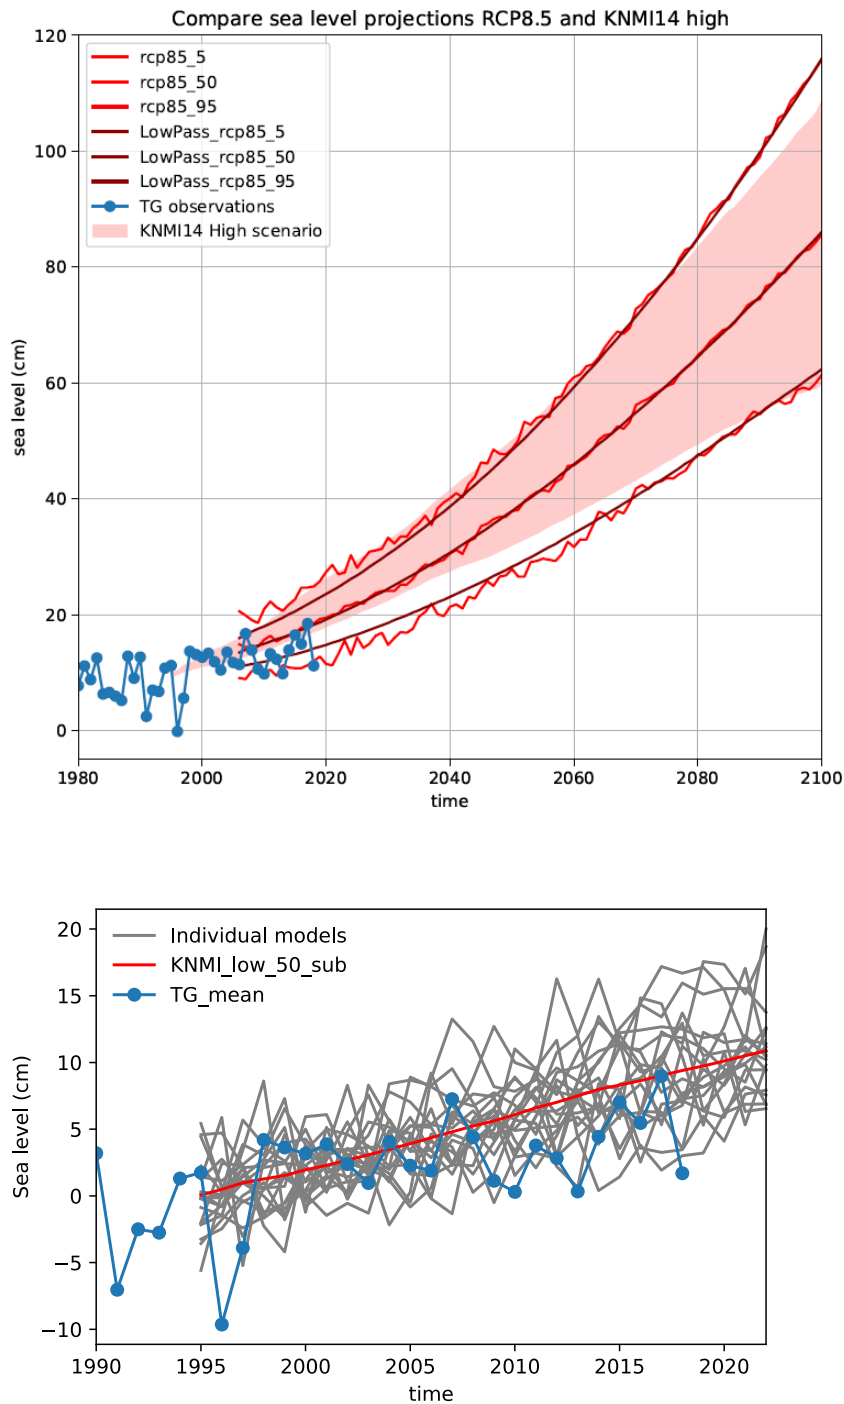 Compare sea level projections RCP8.5 and KNMI14 high
120
100
80
60
40
20
0
sea level (cm)
rcp85_5
rcp85_50
rcp85_95
LowPass_rcp85_5
LowPass_rcp85_50
LowPass_rcp85_95
TG observations
KNMI14 High scenario
1980 2000 2020 2040 2060 2080 2100
time
20
15
10
5
0
−5
−10
Sea level (cm)
Individual models
KNMI_low_50_sub
TG_mean
1990 1995 2000 2005 2010 2015 2020
time